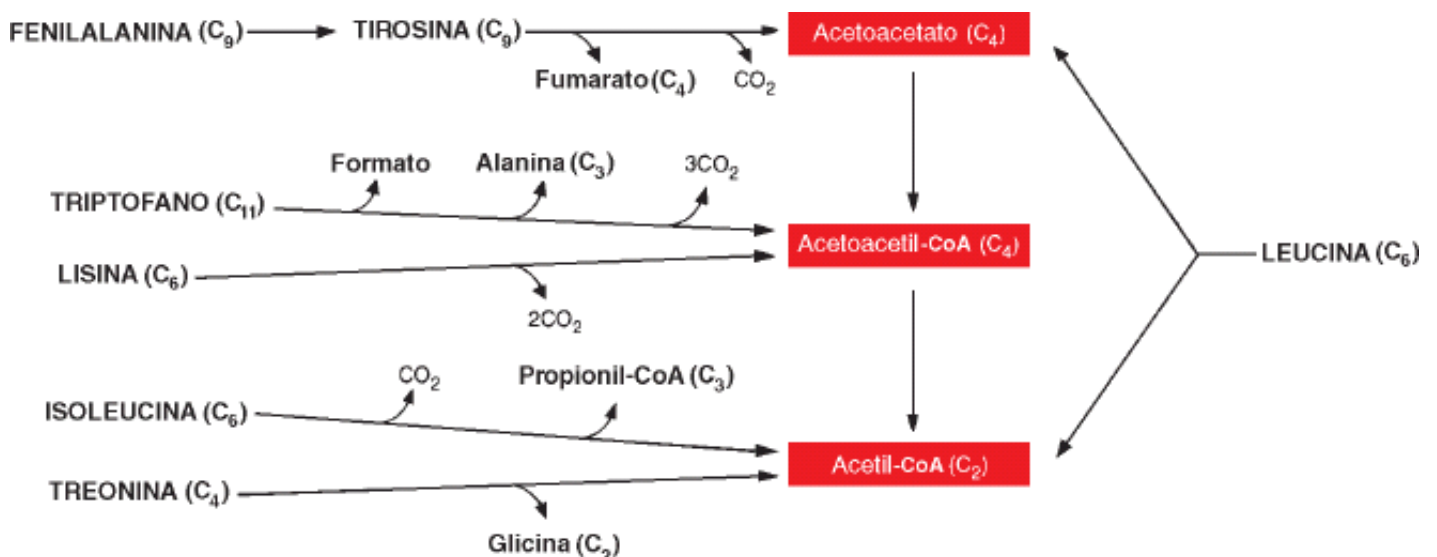 FENILALANINA (C₉) TIROSINA (C₉) Acetoacetato (C₄)
Fumarato (C₄) CO₂
Formato Alanina (C₃) 3CO₂
TRIPTOFANO (C₁₁)
Acetoacetil-CoA (C₄) LEUCINA (C₆)
LISINA (C₆)
2CO₂
CO₂ Propionil-CoA (C₃)
ISOLEUCINA (C₆)
Acetil-CoA (C₂)
TREONINA (C₄)
Glicina (C₂)